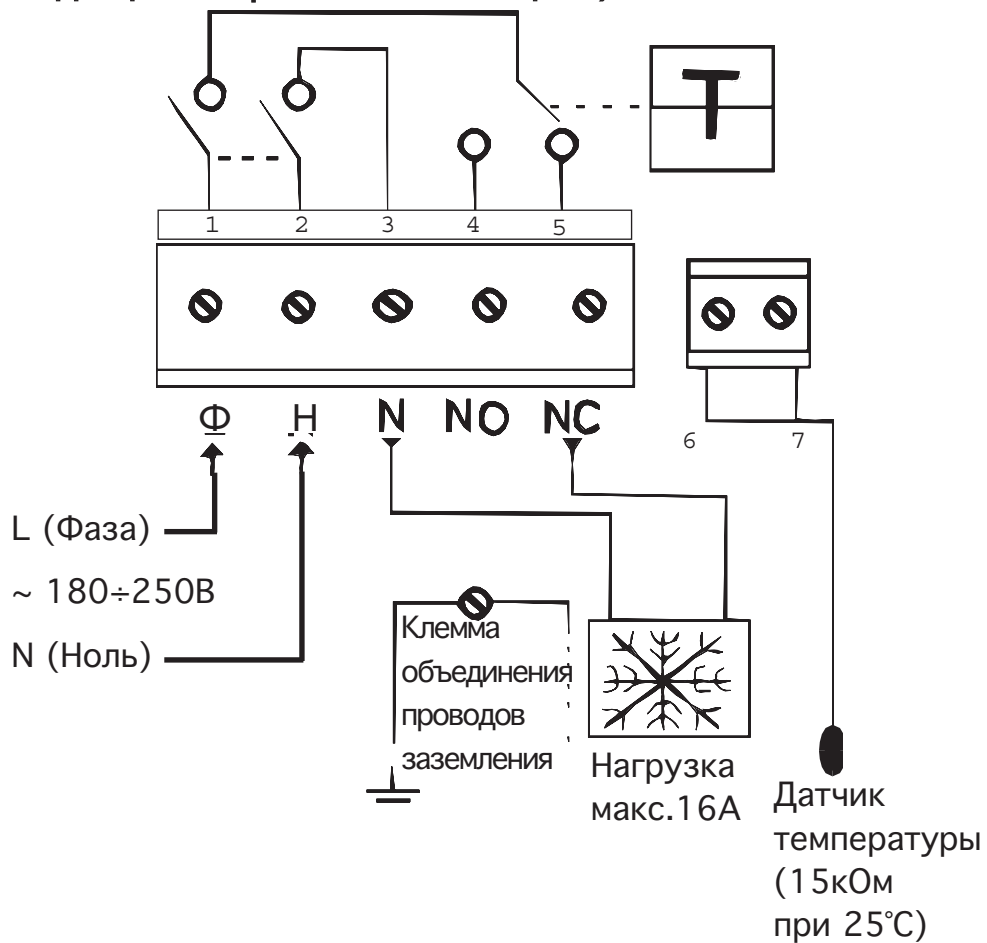 T
1 2 3 4 5
Ф Н N NO NC
6 7
L (Фаза)
~ 180÷250В
N (Ноль)
Клемма
объединения
проводов
заземления
Нагрузка
макс.16А
Датчик
температуры
(15кОм
при 25°С)